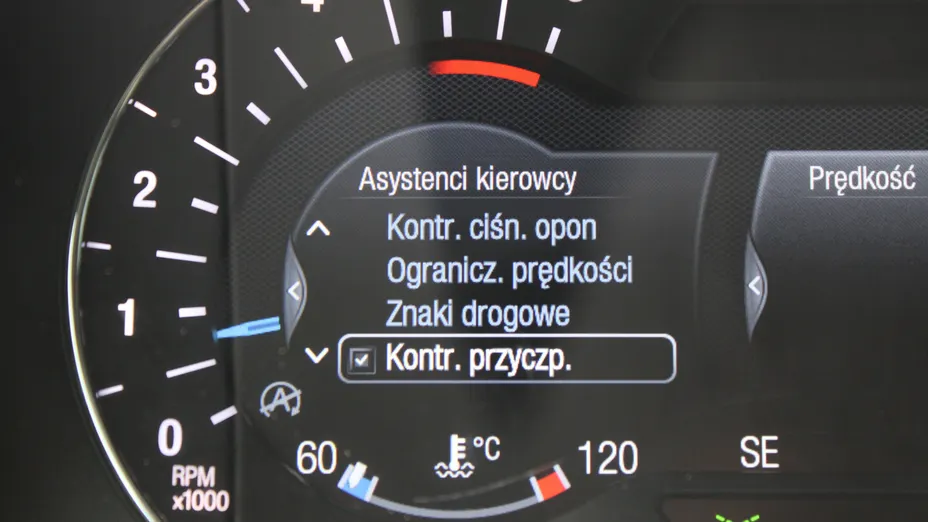 3
2
1
0
RPM
x1000
Asystenci kierowcy
Kontr. ciśn. opon
Ogranicz. prędkości
Znaki drogowe
Kontr. przyczp.
A
60
°C
120
Prędkość
SE